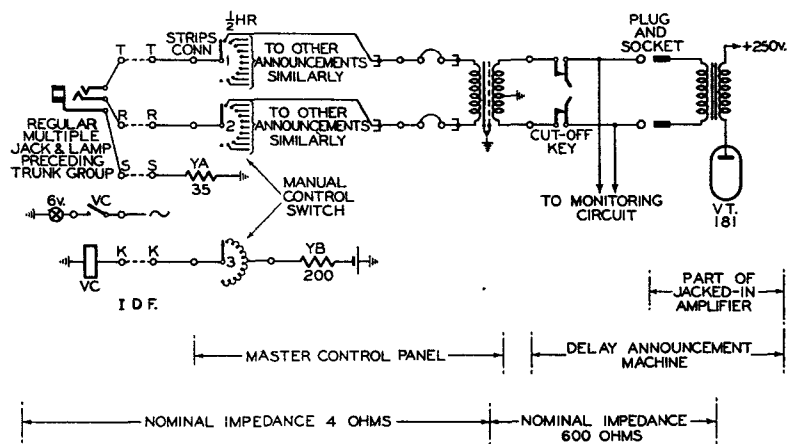 ½HR
STRIPS
CONN
YA
PLUG
AND
SOCKET
+250V.
T T
1
TO OTHER
ANNOUNCEMENTS
SIMILARLY
R R
2
TO OTHER
ANNOUNCEMENTS
SIMILARLY
REGULAR
MULTIPLE
JACK & LAMP
PRECEDING
TRUNK GROUP
CUT-OFF
KEY
S S
YA
35
MANUAL
CONTROL
SWITCH
TO MONITORING
CIRCUIT
V.T.
181
6V.
VC
K K
3
YB
200
VC
I D F.
PART OF
JACKED-IN
AMPLIFIER
MASTER CONTROL PANEL
DELAY ANNOUNCEMENT
MACHINE
NOMINAL IMPEDANCE 4 OHMS
NOMINAL IMPEDANCE
600 OHMS